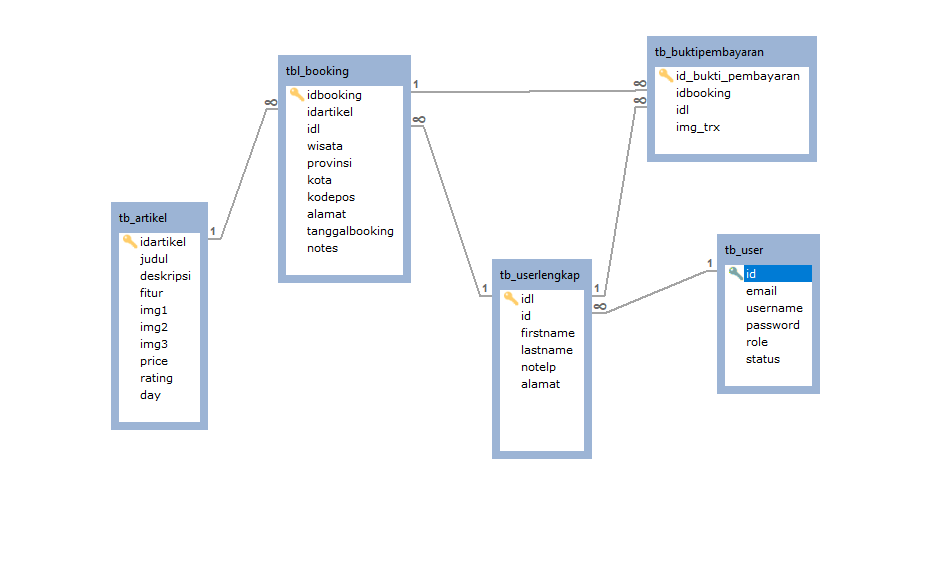 tbl_booking
idbooking
idartikel
idl
wisata
provinsi
kota
kodepos
alamat
tanggalbooking
notes
tb_buktipembayaran
id_bukti_pembayaran
idbooking
idl
img_trx
tb_artikel
idartikel
judul
deskripsi
fitur
img1
img2
img3
price
rating
day
tb_userlengkap
idl
id
firstname
lastname
notelp
alamat
tb_user
id
email
username
password
role
status
1
∞
∞
∞
∞
1
1
1
∞
1